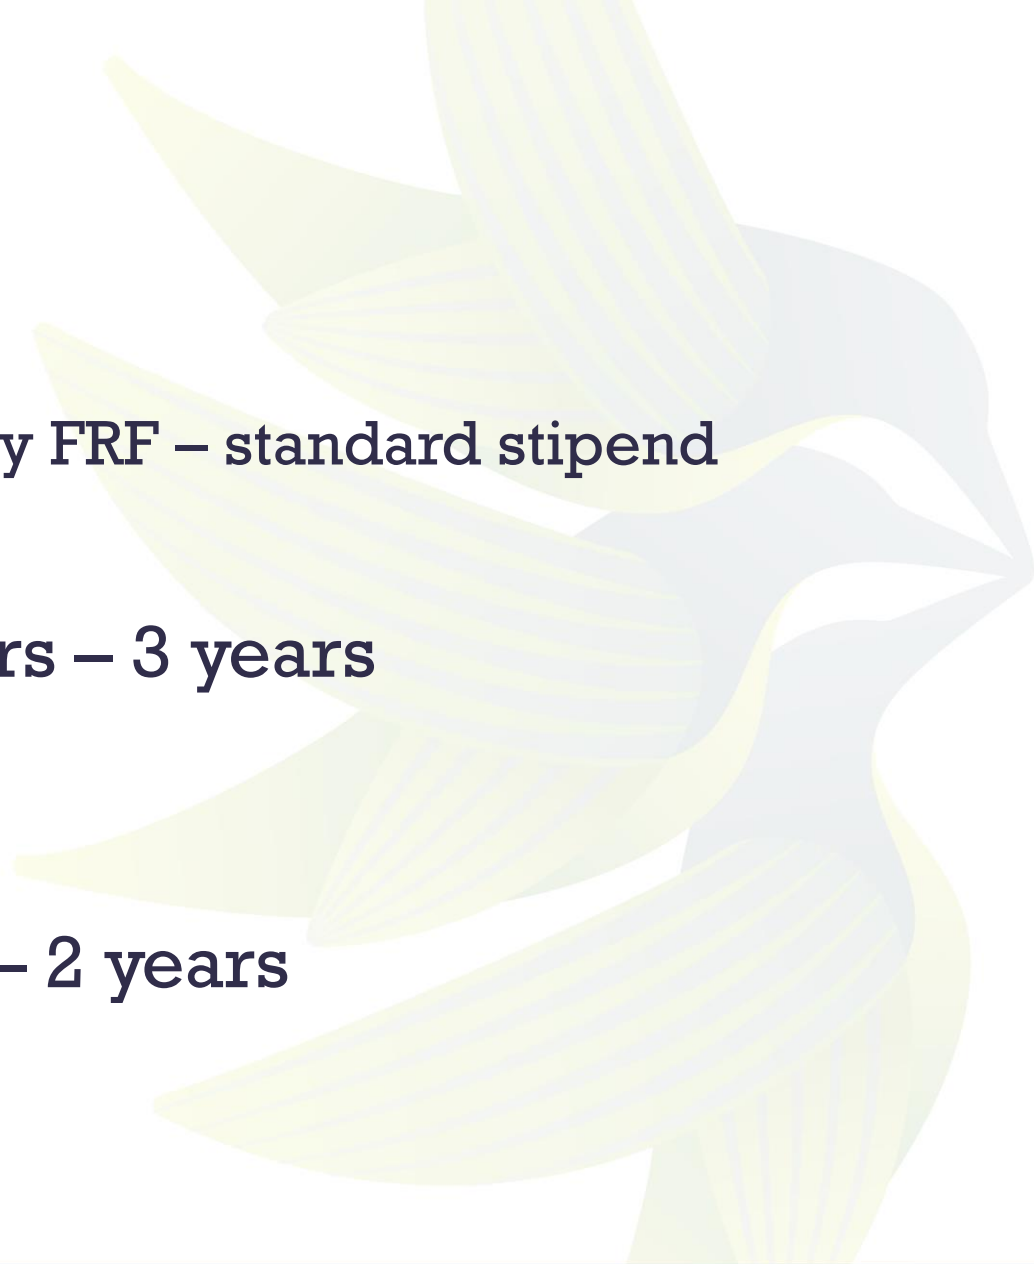 y FRF – standard stipend
rs – 3 years
– 2 years